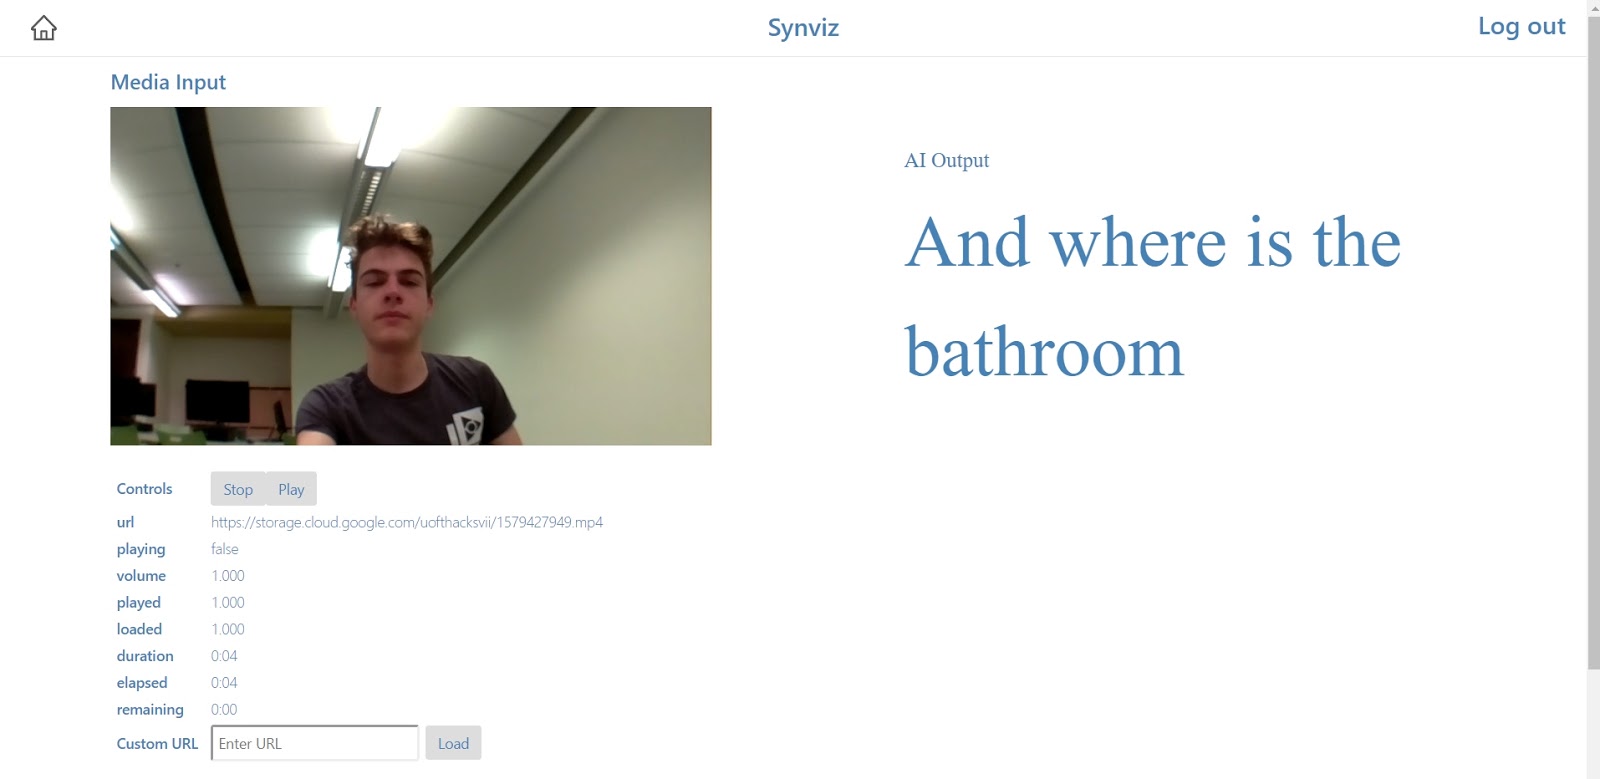 Synviz
Log out
Media Input
AI Output
And where is the
bathroom
Controls Stop Play
url https://storage.cloud.google.com/uofthacksvii/1579427949.mp4
playing false
volume 1.000
played 1.000
loaded 1.000
duration 0:04
elapsed 0:04
remaining 0:00
Custom URL Enter URL Load